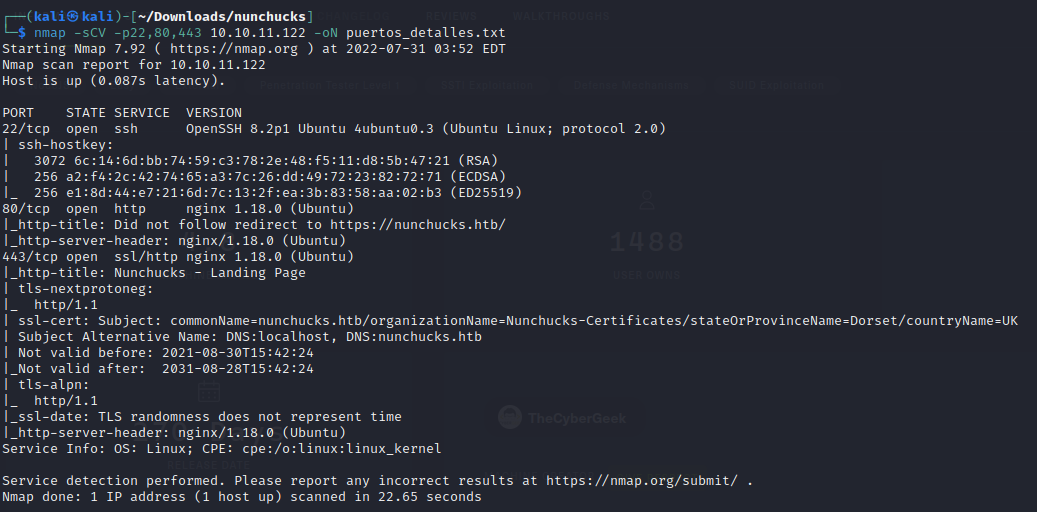 ┌──(kali㉿kali)-[~/Downloads/nunchucks]
└─$ nmap -sCV -p22,80,443 10.10.11.122 -oN puertos_detalles.txt
Starting Nmap 7.92 ( https://nmap.org ) at 2022-07-31 03:52 EDT
Nmap scan report for 10.10.11.122
Host is up (0.087s latency).
PORT    STATE SERVICE  VERSION
22/tcp  open  ssh      OpenSSH 8.2p1 Ubuntu 4ubuntu0.3 (Ubuntu Linux; protocol 2.0)
| ssh-hostkey:
|   3072 6c:14:6d:bb:74:59:c3:78:2e:48:f5:11:d8:5b:47:21 (RSA)
|   256 a2:f4:2c:42:74:65:a3:7c:26:dd:49:72:23:82:72:71 (ECDSA)
|_  256 e1:8d:44:e7:21:6d:7c:13:2f:ea:3b:83:58:aa:02:b3 (ED25519)
80/tcp  open  http     nginx 1.18.0 (Ubuntu)
|_http-title: Did not follow redirect to https://nunchucks.htb/
|_http-server-header: nginx/1.18.0 (Ubuntu)
443/tcp open  ssl/http nginx 1.18.0 (Ubuntu)
|_http-title: Nunchucks - Landing Page
| tls-nextprotoneg:
|_  http/1.1
| ssl-cert: Subject: commonName=nunchucks.htb/organizationName=Nunchucks-Certificates/stateOrProvinceName=Dorset/countryName=UK
| Subject Alternative Name: DNS:localhost, DNS:nunchucks.htb
| Not valid before: 2021-08-30T15:42:24
|_Not valid after:  2031-08-28T15:42:24
| tls-alpn:
|_  http/1.1
|_ssl-date: TLS randomness does not represent time
|_http-server-header: nginx/1.18.0 (Ubuntu)
Service Info: OS: Linux; CPE: cpe:/o:linux:linux_kernel
Service detection performed. Please report any incorrect results at https://nmap.org/submit/ .
Nmap done: 1 IP address (1 host up) scanned in 22.65 seconds
REVIEWS
WALKTHROUGHS
1488
USER OWNS
TheCyberGeek
RELEASE DATE